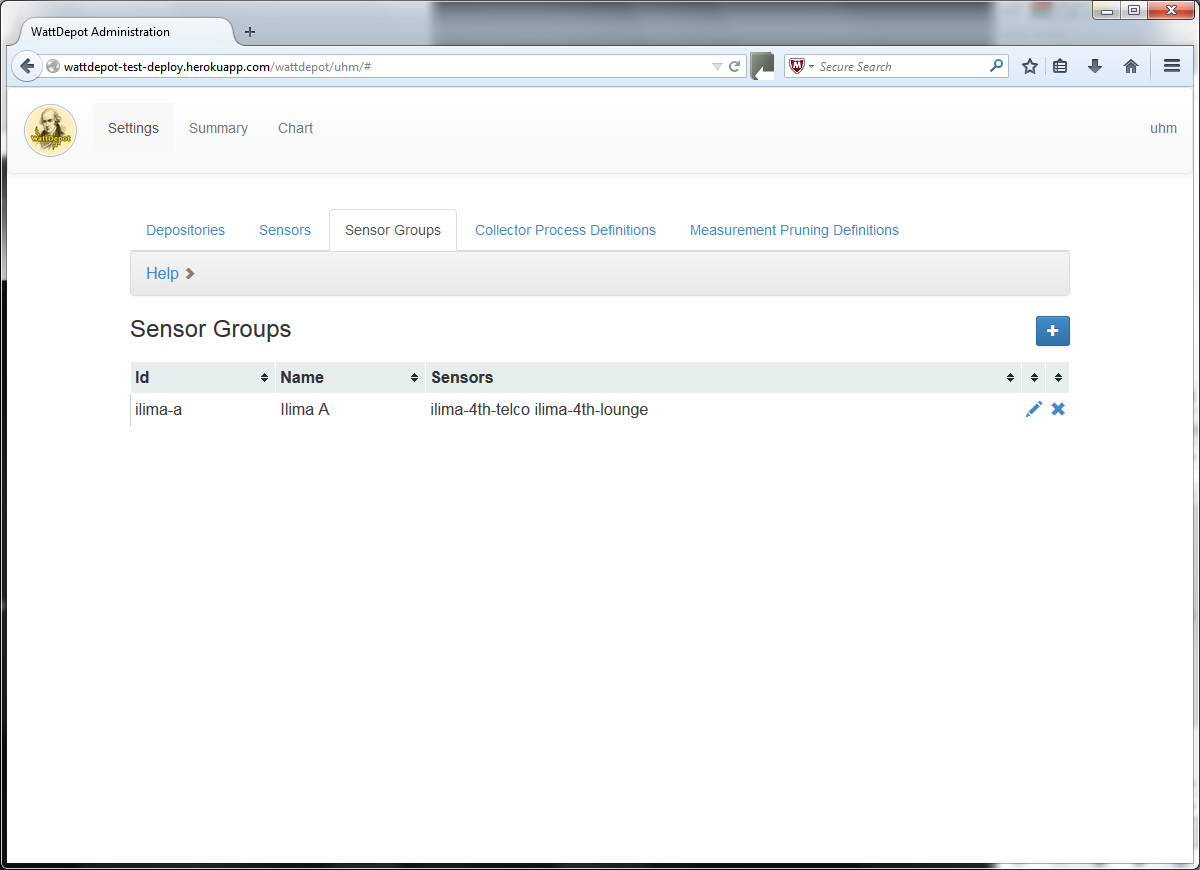 WattDepot Administration
wattdepot-test-deploy.herokuapp.com/wattdepot/uhm/#
Secure Search
WattDepot
Settings Summary Chart uhm
Depositories Sensors Sensor Groups Collector Process Definitions Measurement Pruning Definitions
Help
Sensor Groups
Id Name Sensors
ilima-a Ilima A ilima-4th-telco ilima-4th-lounge